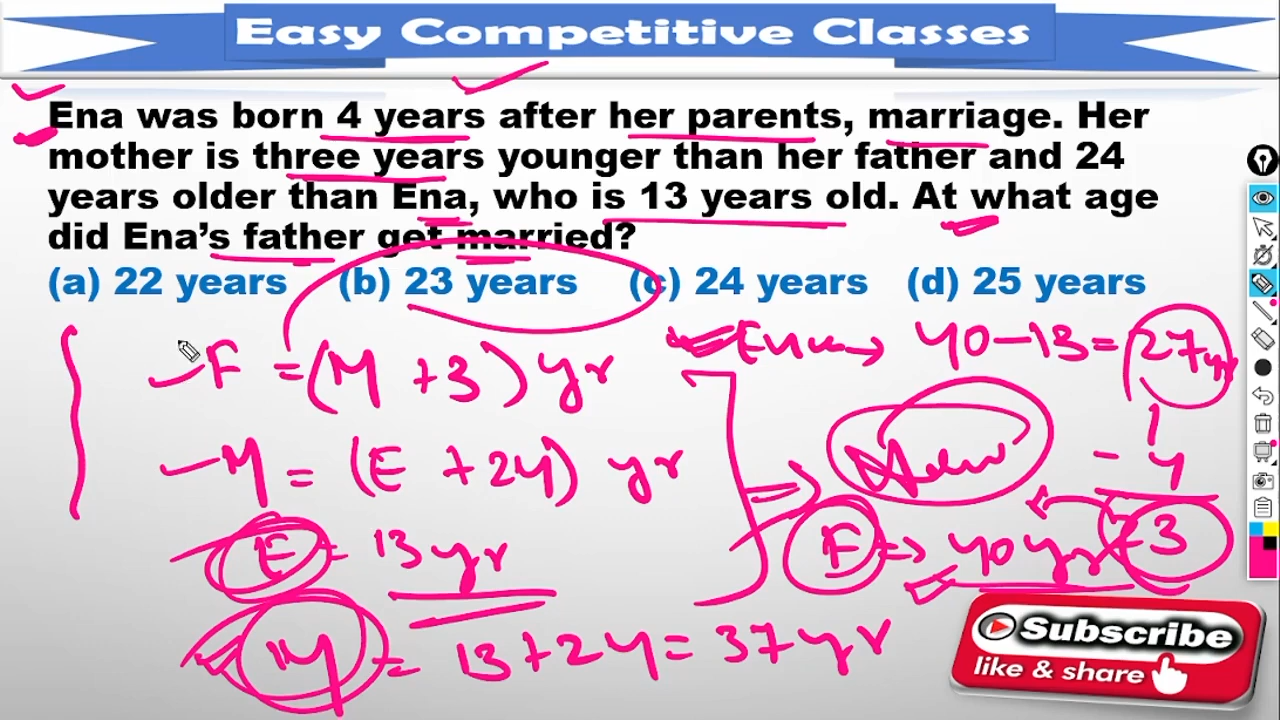 Easy Competitive Classes
Ena was born 4 years after her parents, marriage. Her
mother is three years younger than her father and 24
years older than Ena, who is 13 years old. At what age
did Ena's father get married?
(a) 22 years (b) 23 years (c) 24 years (d) 25 years
F = (M + 3) yr
M = (E + 24) yr
E = 13 yr
M = 13 + 24 = 37 yr
→ 40 - 13 = 27 yr
- 4
23
F ⇒ 40 yr
Subscribe
like & share